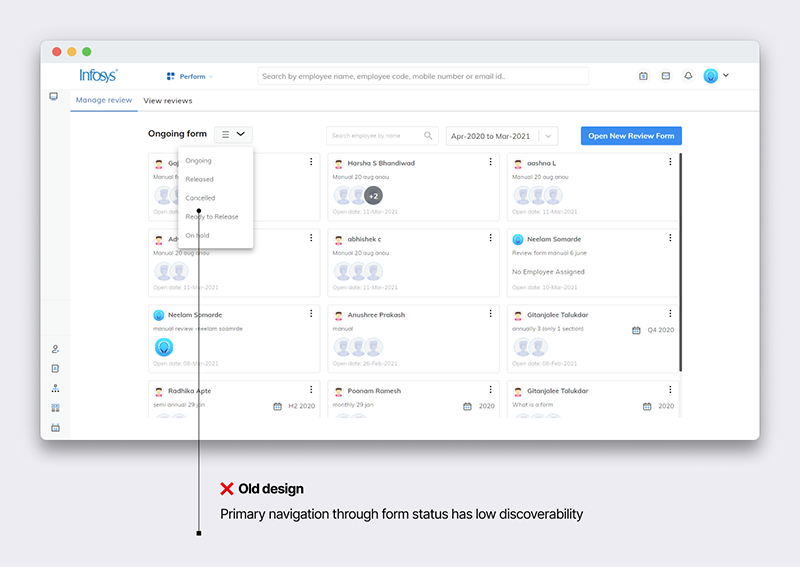 Infosys
Perform
Search by employee name, employee code, mobile number or email id..
Manage review
View reviews
Ongoing form
Search employee by name
Apr-2020 to Mar-2021
Open New Review Form
Ongoing
Released
Cancelled
Ready to Release
On hold
Gaj
Manual f
Open date: 11-Mar-2021
Harsha S Bhandiwad
Manual 20 aug anou
+2
Open date: 11-Mar-2021
aashna L
Manual 20 aug anou
Open date: 11-Mar-2021
Adv
Manual 20 aug anou
Open date: 11-Mar-2021
abhishek c
Manual 20 aug anou
Open date: 11-Mar-2021
Neelam Somarde
Review form manual 6 june
No Employee Assigned
Open date: 10-Mar-2021
Neelam Somarde
manual review -neelam soamrde
Open date: 08-Mar-2021
Anushree Prakash
manual
Open date: 26-Feb-2021
Gitanjalee Talukdar
annually 3 (only 1 section)
Q4 2020
Open date: 08-Feb-2021
Radhika Apte
semi annual 29 jan
H2 2020
Poonam Ramesh
monthly 29 jan
2020
Gitanjalee Talukdar
What is a form
2020
Old design
Primary navigation through form status has low discoverability